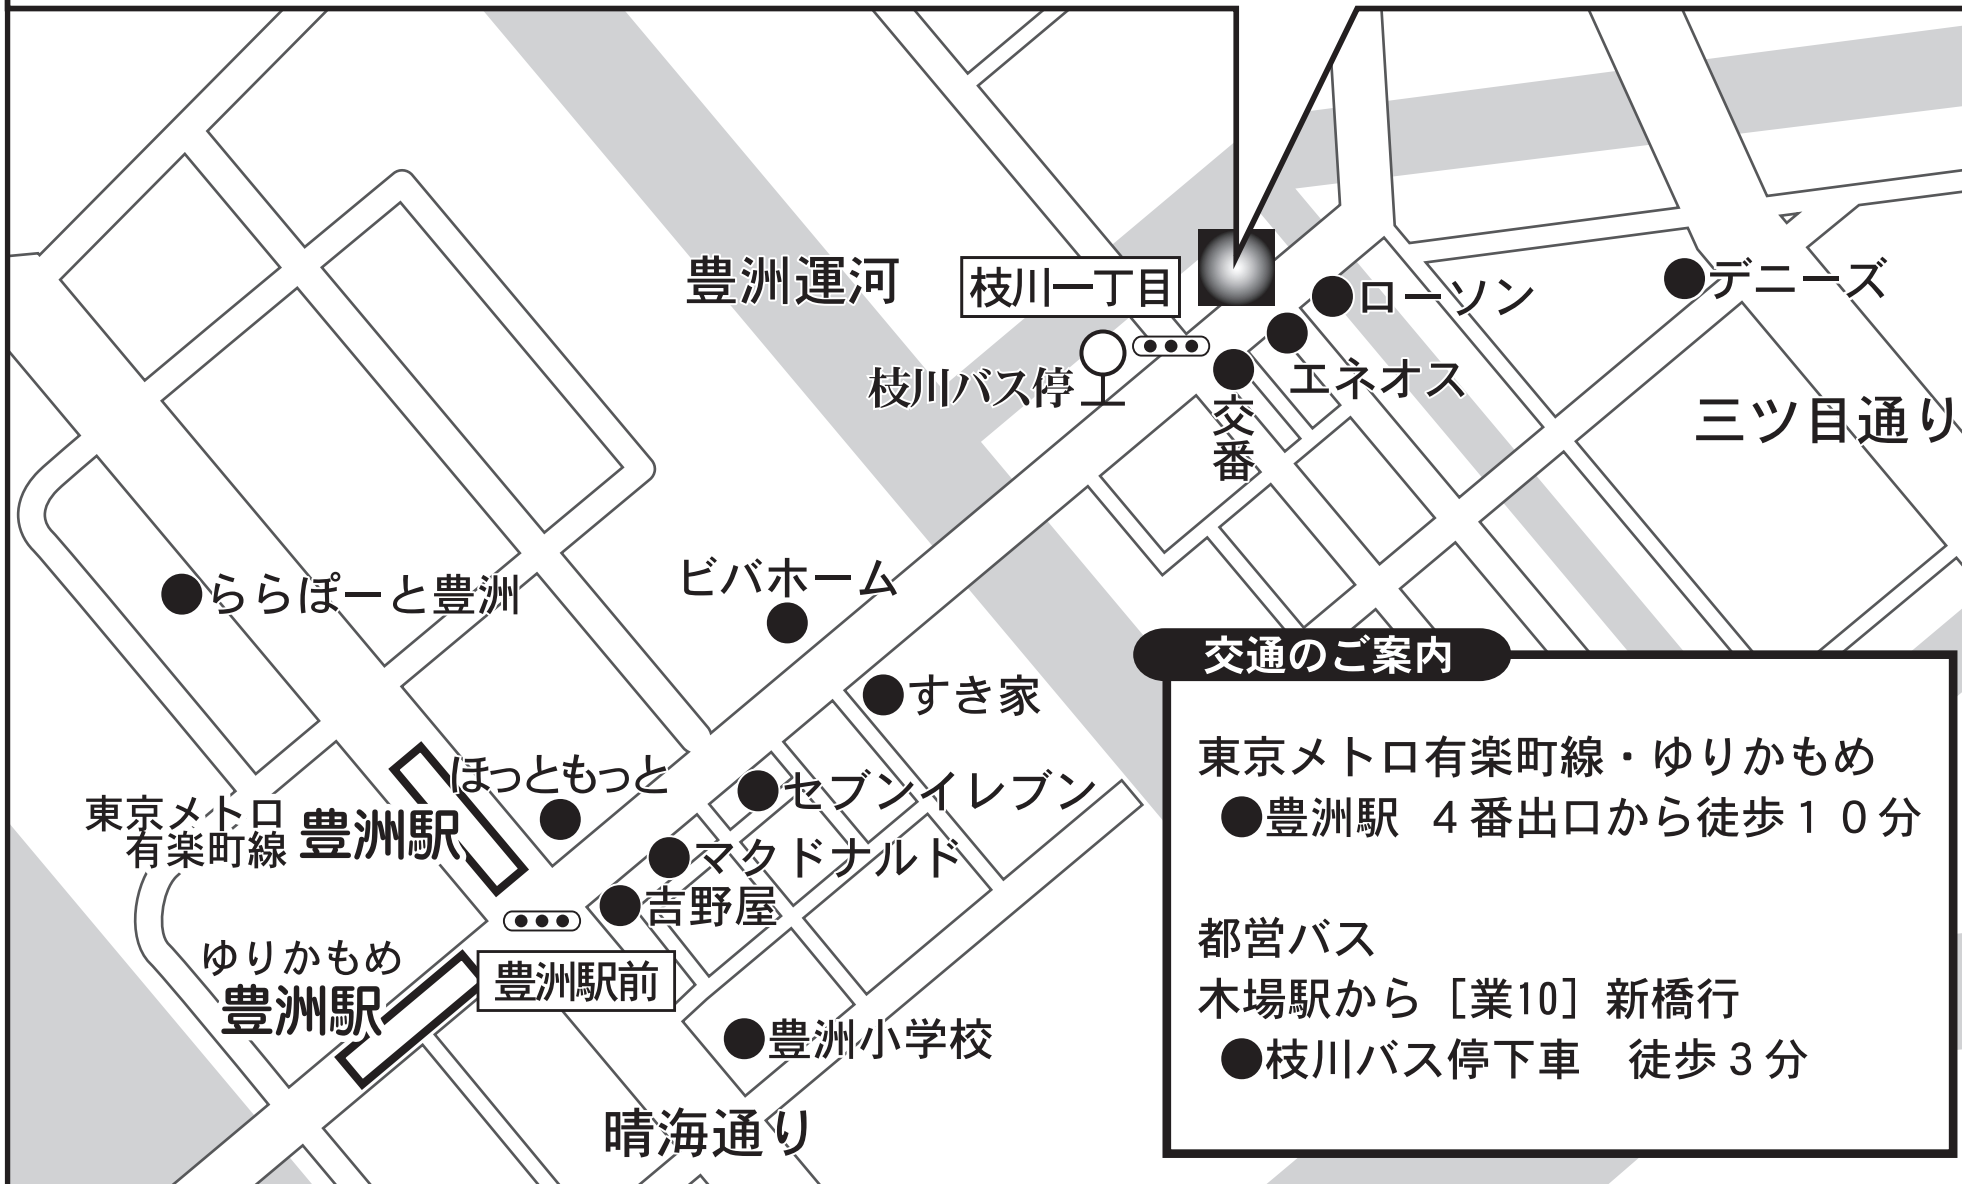 豊洲運河
枝川一丁目
ローソン
デニーズ
枝川バス停
エネオス
交番
三ツ目通り
ららぽーと豊洲
ビバホーム
すき家
ほっともっと
セブンイレブン
東京メトロ
有楽町線
豊洲駅
マクドナルド
吉野屋
ゆりかもめ
豊洲駅
豊洲駅前
豊洲小学校
晴海通り
交通のご案内
東京メトロ有楽町線・ゆりかもめ
●豊洲駅 4番出口から徒歩10分
都営バス
木場駅から［業10］新橋行
●枝川バス停下車 徒歩3分